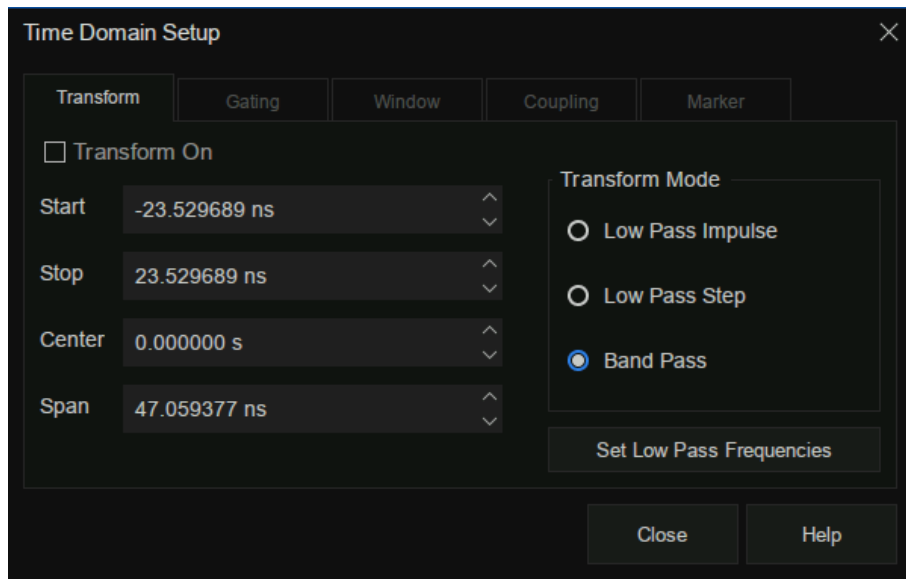 Time Domain Setup
Transform Gating Window Coupling Marker
Transform On
Start -23.529689 ns
Stop 23.529689 ns
Center 0.000000 s
Span 47.059377 ns
Transform Mode
Low Pass Impulse
Low Pass Step
Band Pass
Set Low Pass Frequencies
Close Help